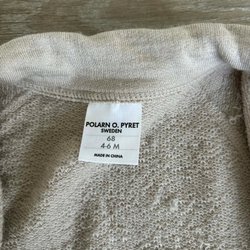 POLARN O. PYRET
SWEDEN
68
4-6 M
MADE IN CHINA